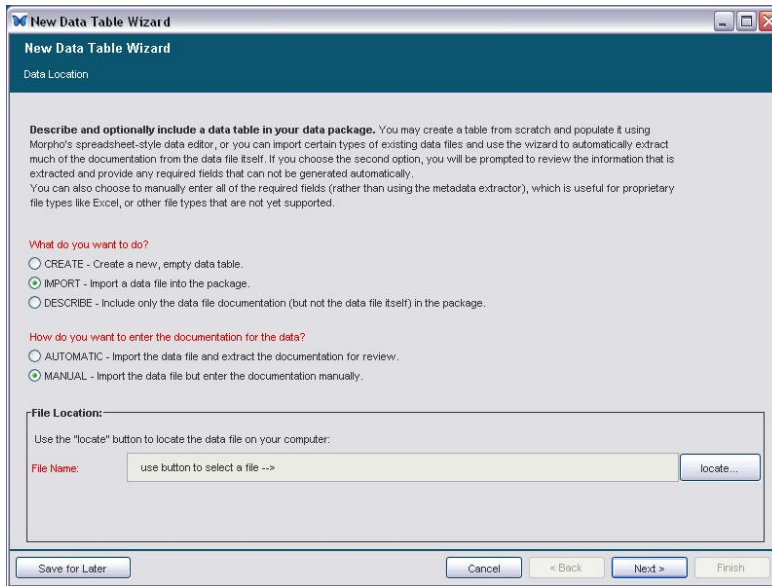 New Data Table Wizard
New Data Table Wizard
Data Location
Describe and optionally include a data table in your data package. You may create a table from scratch and populate it using
Morpho's spreadsheet-style data editor, or you can import certain types of existing data files and use the wizard to automatically extract
much of the documentation from the data file itself. If you choose the second option, you will be prompted to review the information that is
extracted and provide any required fields that can not be generated automatically.
You can also choose to manually enter all of the required fields (rather than using the metadata extractor), which is useful for proprietary
file types like Excel, or other file types that are not yet supported.
What do you want to do?
CREATE - Create a new, empty data table.
IMPORT - Import a data file into the package.
DESCRIBE - Include only the data file documentation (but not the data file itself) in the package.
How do you want to enter the documentation for the data?
AUTOMATIC - Import the data file and extract the documentation for review.
MANUAL - Import the data file but enter the documentation manually.
File Location:
Use the "locate" button to locate the data file on your computer:
File Name: use button to select a file --> locate...
Save for Later Cancel < Back Next > Finish